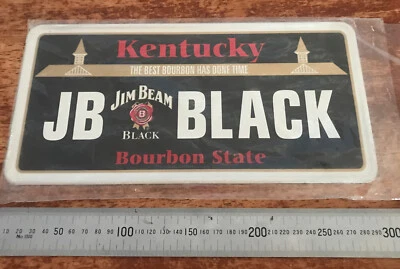 Kentucky
THE BEST BOURBON HAS DONE TIME
JB JIM BEAM BLACK
B
BLACK
Bourbon State
10 20 30 40 50 60 70 80 90 100 110 120 130 140 150 160 170 180 190 200 210 220 230 240 250 260 270 280 290 300